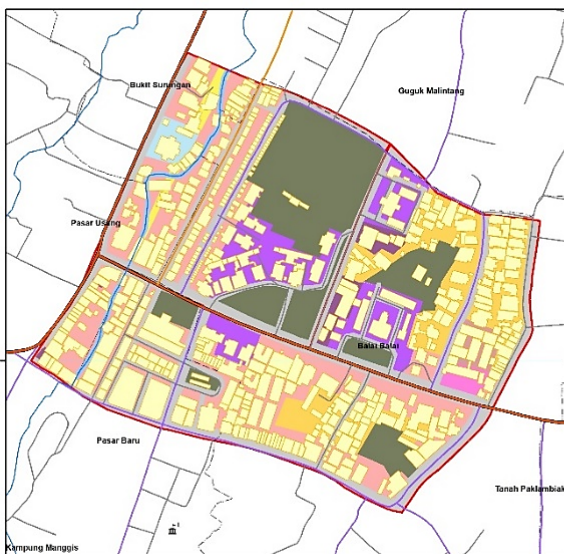 Bukit Surungan
Guguk Malintang
Pasar Usang
Balai Balai
Pasar Baru
Tanah Paklambiak
Kampung Manggis